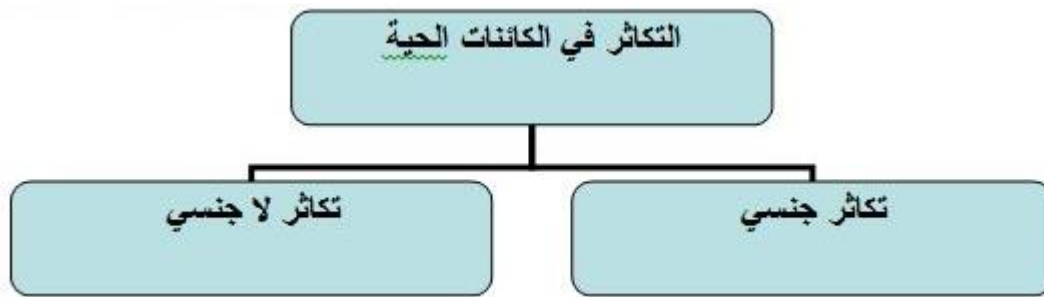 التكاثر في الكائنات الحية
تكاثر جنسي
تكاثر لا جنسي